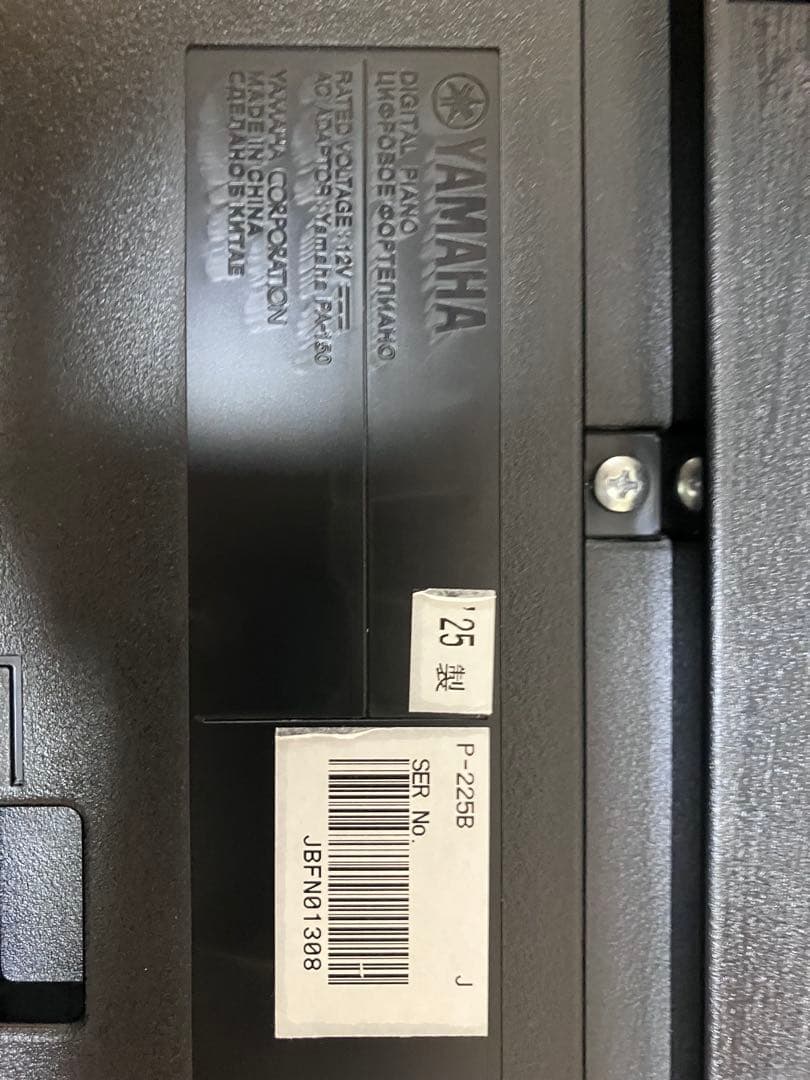 YAMAHA
DIGITAL PIANO
ЦИФРОВОЕ ФОРТЕПИАНО
RATED VOLTAGE : 12V
AC ADAPTOR : Yamaha PA-150
YAMAHA CORPORATION
MADE IN CHINA
СДЕЛАНО В КИТАЕ
'25 製
P-225B J
SER No.
JBFN01308